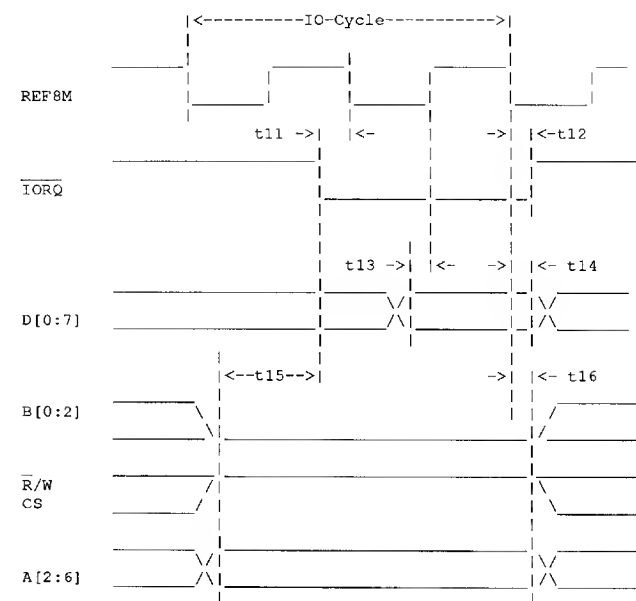 |<----------IO-Cycle---------->|
REF8M
t11 ->| |<- ->| |<-t12
IORQ
t13 ->| |<- ->| |<- t14
D[0:7]
|<--t15-->| ->| |<- t16
B[0:2]
R/W
CS
A[2:6]